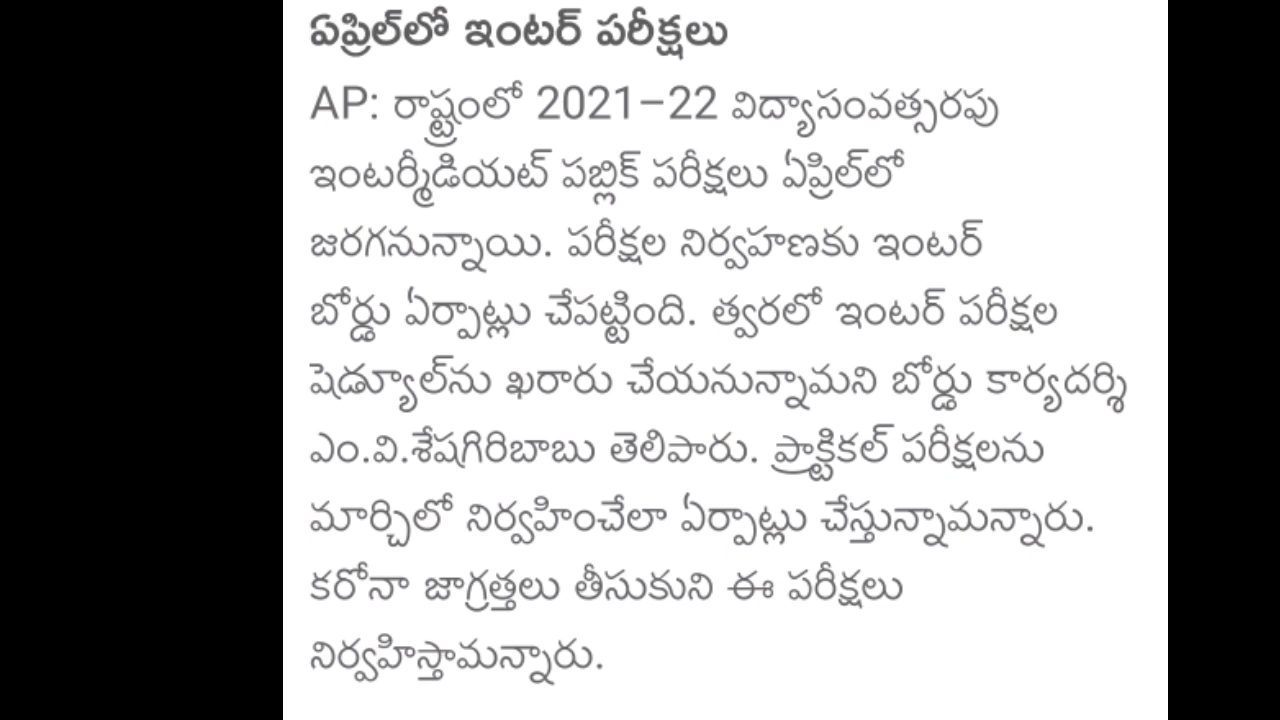 ఏప్రిల్‌లో ఇంటర్ పరీక్షలు
AP: రాష్ట్రంలో 2021–22 విద్యాసంవత్సరపు
ఇంటర్మీడియట్ పబ్లిక్ పరీక్షలు ఏప్రిల్‌లో
జరగనున్నాయి. పరీక్షల నిర్వహణకు ఇంటర్
బోర్డు ఏర్పాట్లు చేపట్టింది. త్వరలో ఇంటర్ పరీక్షల
షెడ్యూల్‌ను ఖరారు చేయనున్నామని బోర్డు కార్యదర్శి
ఎం.వి.శేషగిరిబాబు తెలిపారు. ప్రాక్టికల్ పరీక్షలను
మార్చిలో నిర్వహించేలా ఏర్పాట్లు చేస్తున్నామన్నారు.
కరోనా జాగ్రత్తలు తీసుకుని ఈ పరీక్షలు
నిర్వహిస్తామన్నారు.